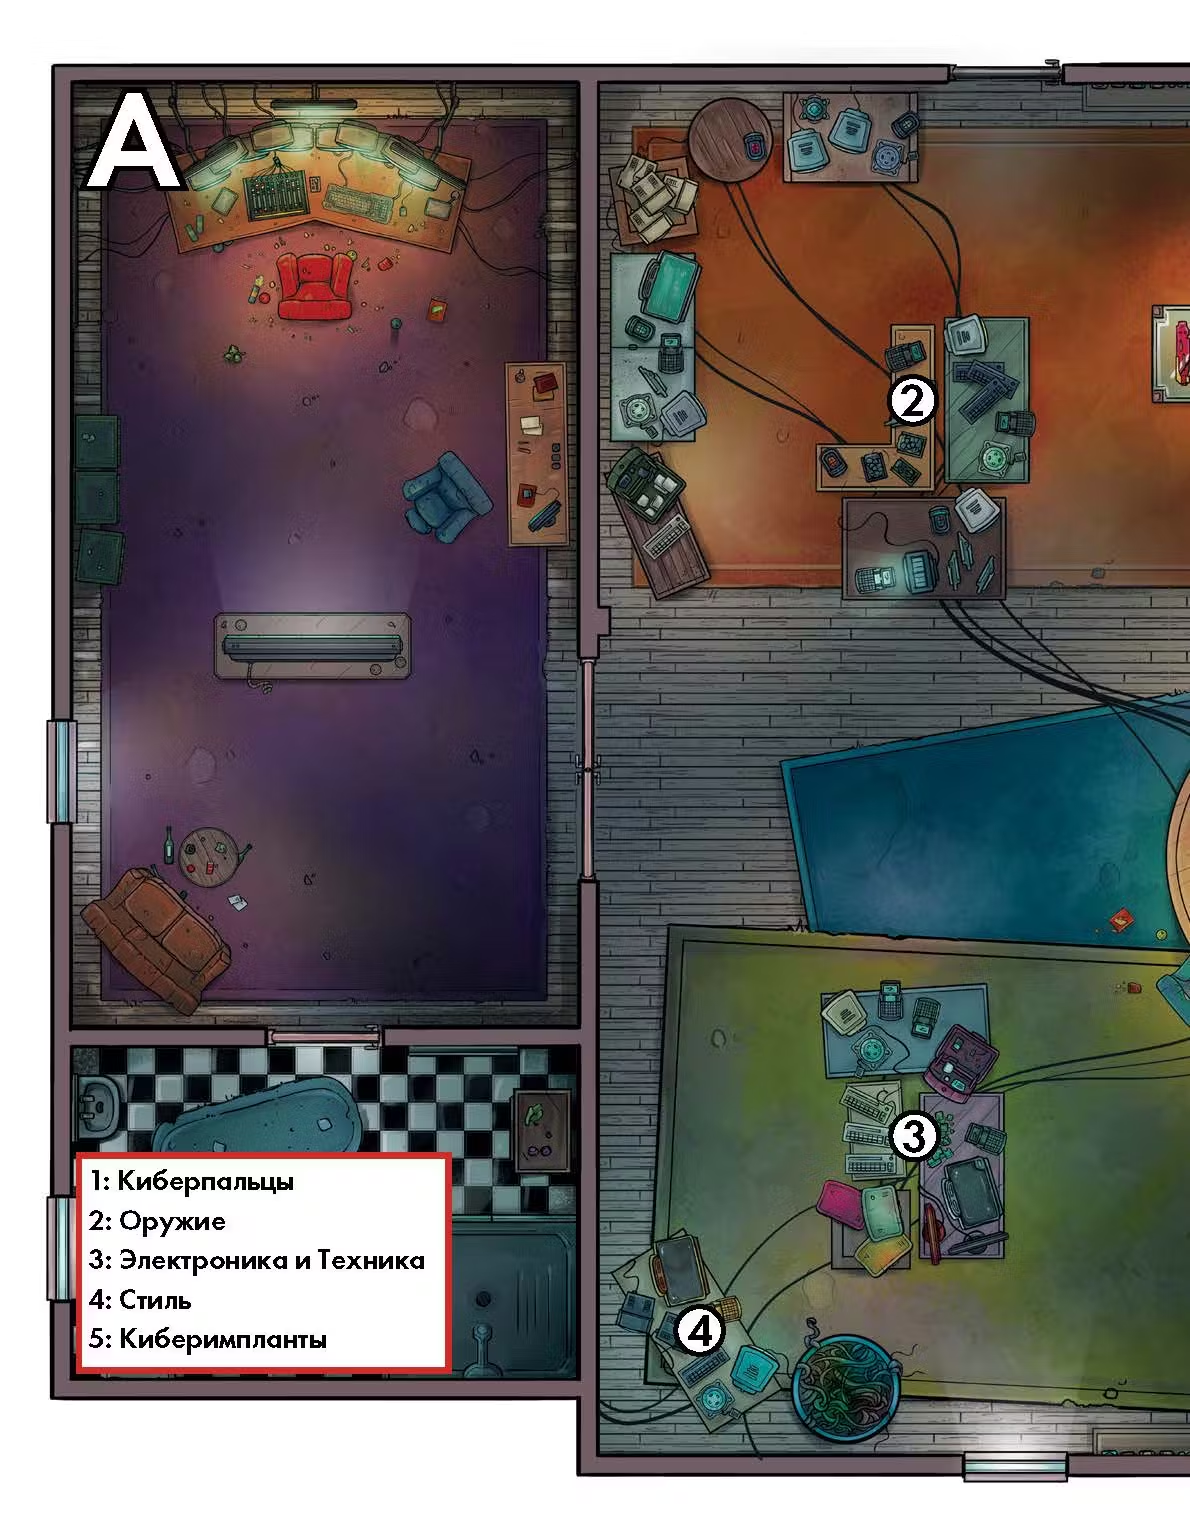 A
2
3
4
1: Киберпальцы
2: Оружие
3: Электроника и Техника
4: Стиль
5: Киберимпланты